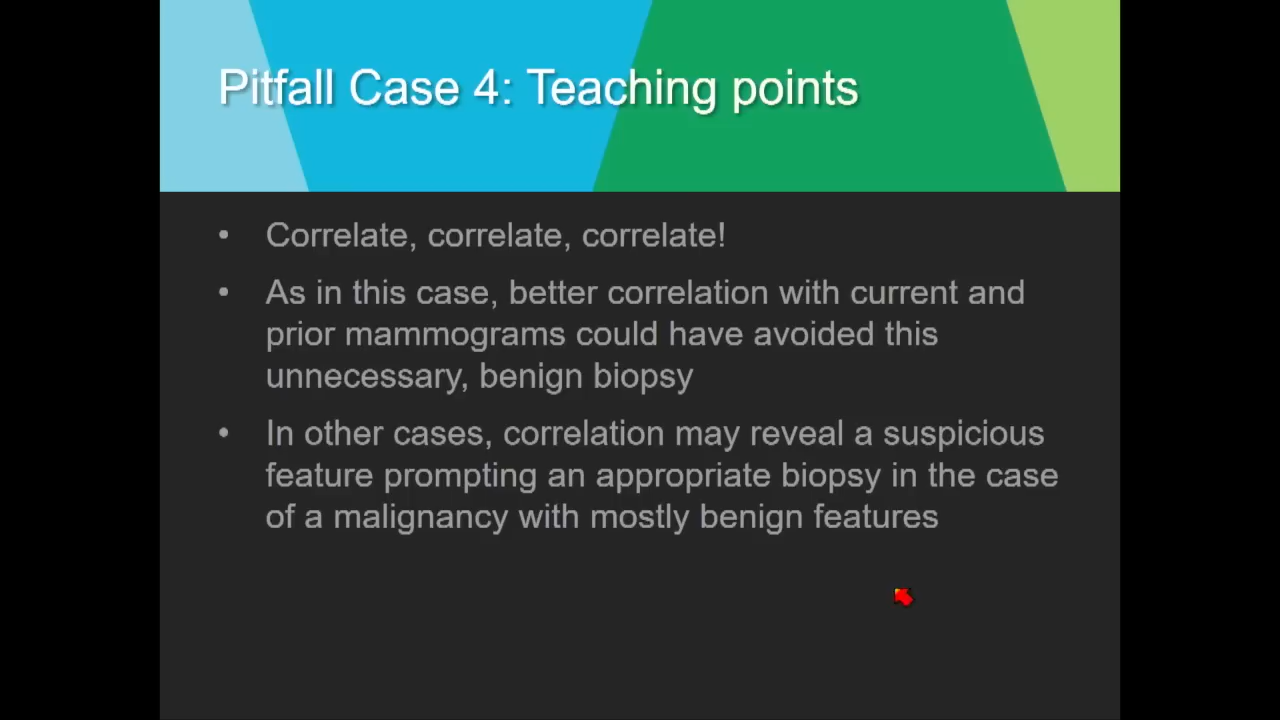 Pitfall Case 4: Teaching points
• Correlate, correlate, correlate!
• As in this case, better correlation with current and
prior mammograms could have avoided this
unnecessary, benign biopsy
• In other cases, correlation may reveal a suspicious
feature prompting an appropriate biopsy in the case
of a malignancy with mostly benign features